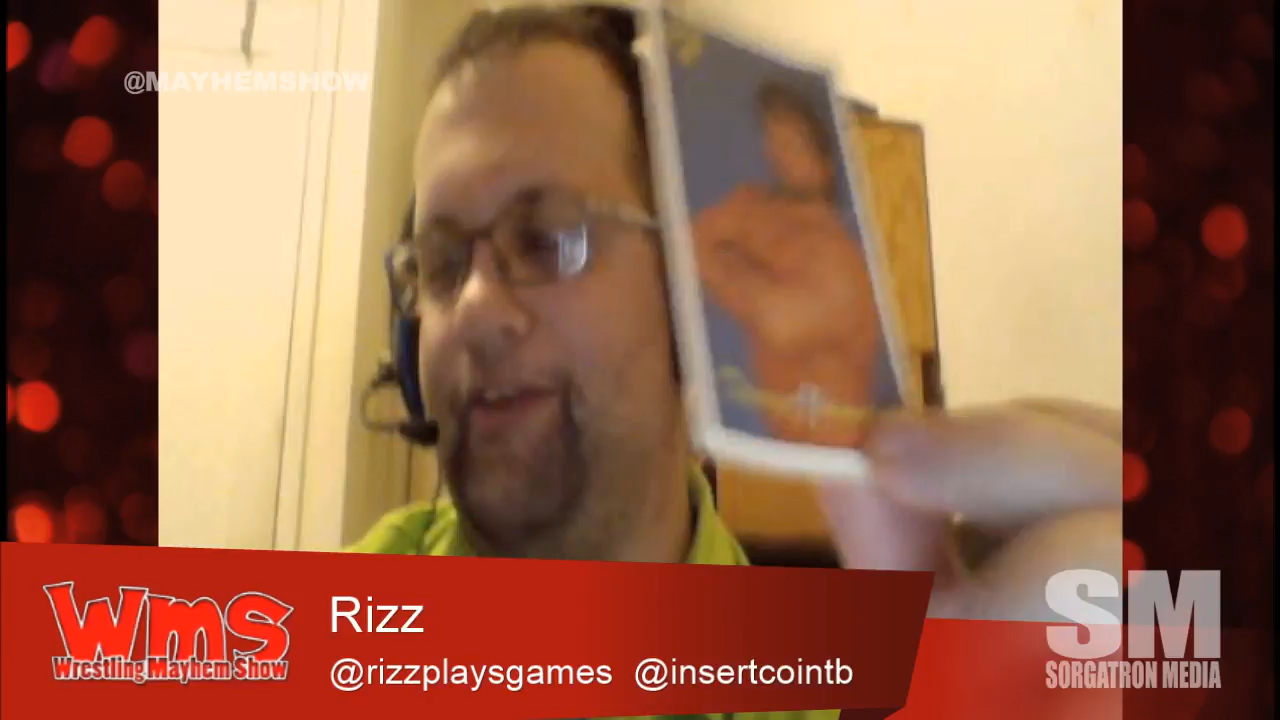 @MAYHEMSHOW
Rizz
WMS
Wrestling Mayhem Show
@rizzplaysgames @insertcointb
SM
SORGATRON MEDIA